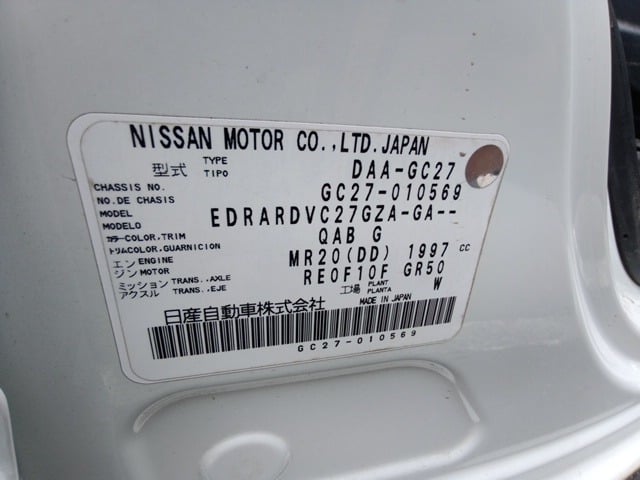 NISSAN MOTOR CO.,LTD.JAPAN
型式 TYPE TIPO DAA-GC27
CHASSIS NO. NO.DE CHASIS GC27-010569
MODEL MODELO EDRARDVC27GZA-GA--
カラー COLOR,TRIM トリム COLOR,GUARNICION QAB G
エンジン ENGINE MOTOR MR20(DD) 1997 CC
ミッション アクスル TRANS.,AXLE TRANS.,EJE RE0F10F GR50
工場 PLANT PLANTA W
日産自動車株式会社 MADE IN JAPAN
GC27-010569